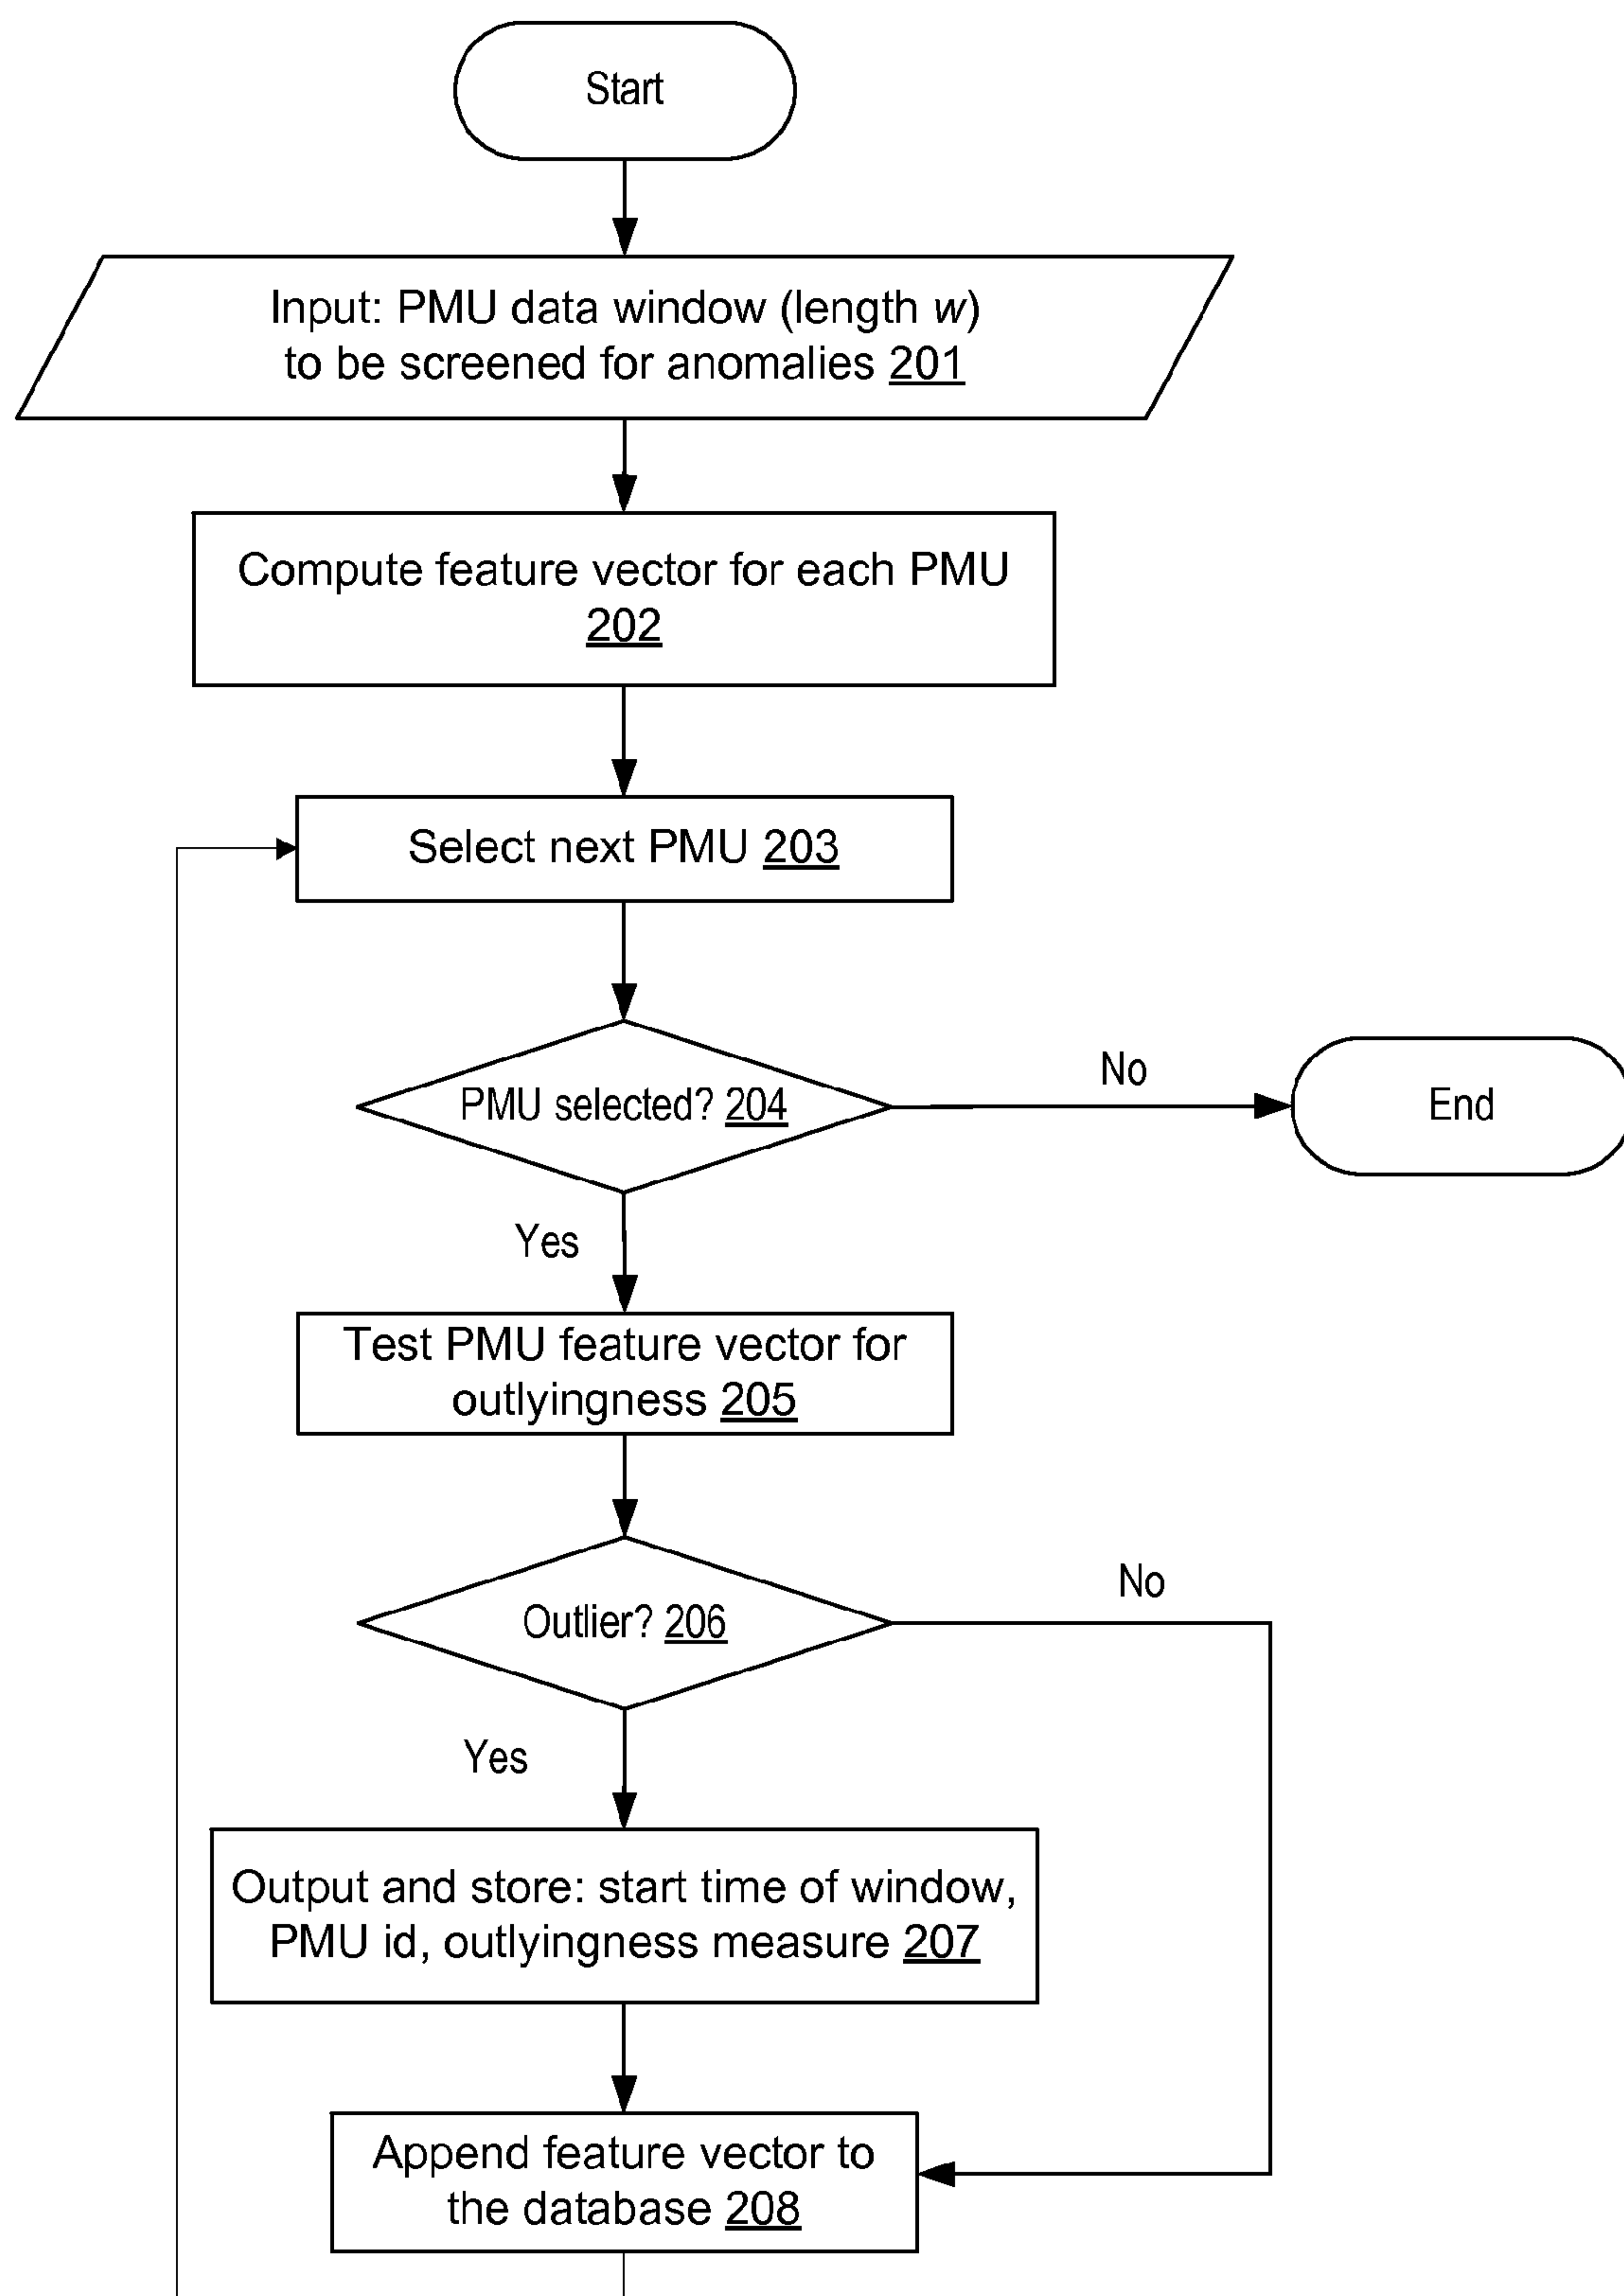 Start
Input: PMU data window (length w)
to be screened for anomalies 201
Compute feature vector for each PMU
202
Select next PMU 203
PMU selected? 204
No
End
Yes
Test PMU feature vector for
outlyingness 205
Outlier? 206
No
Yes
Output and store: start time of window,
PMU id, outlyingness measure 207
Append feature vector to
the database 208